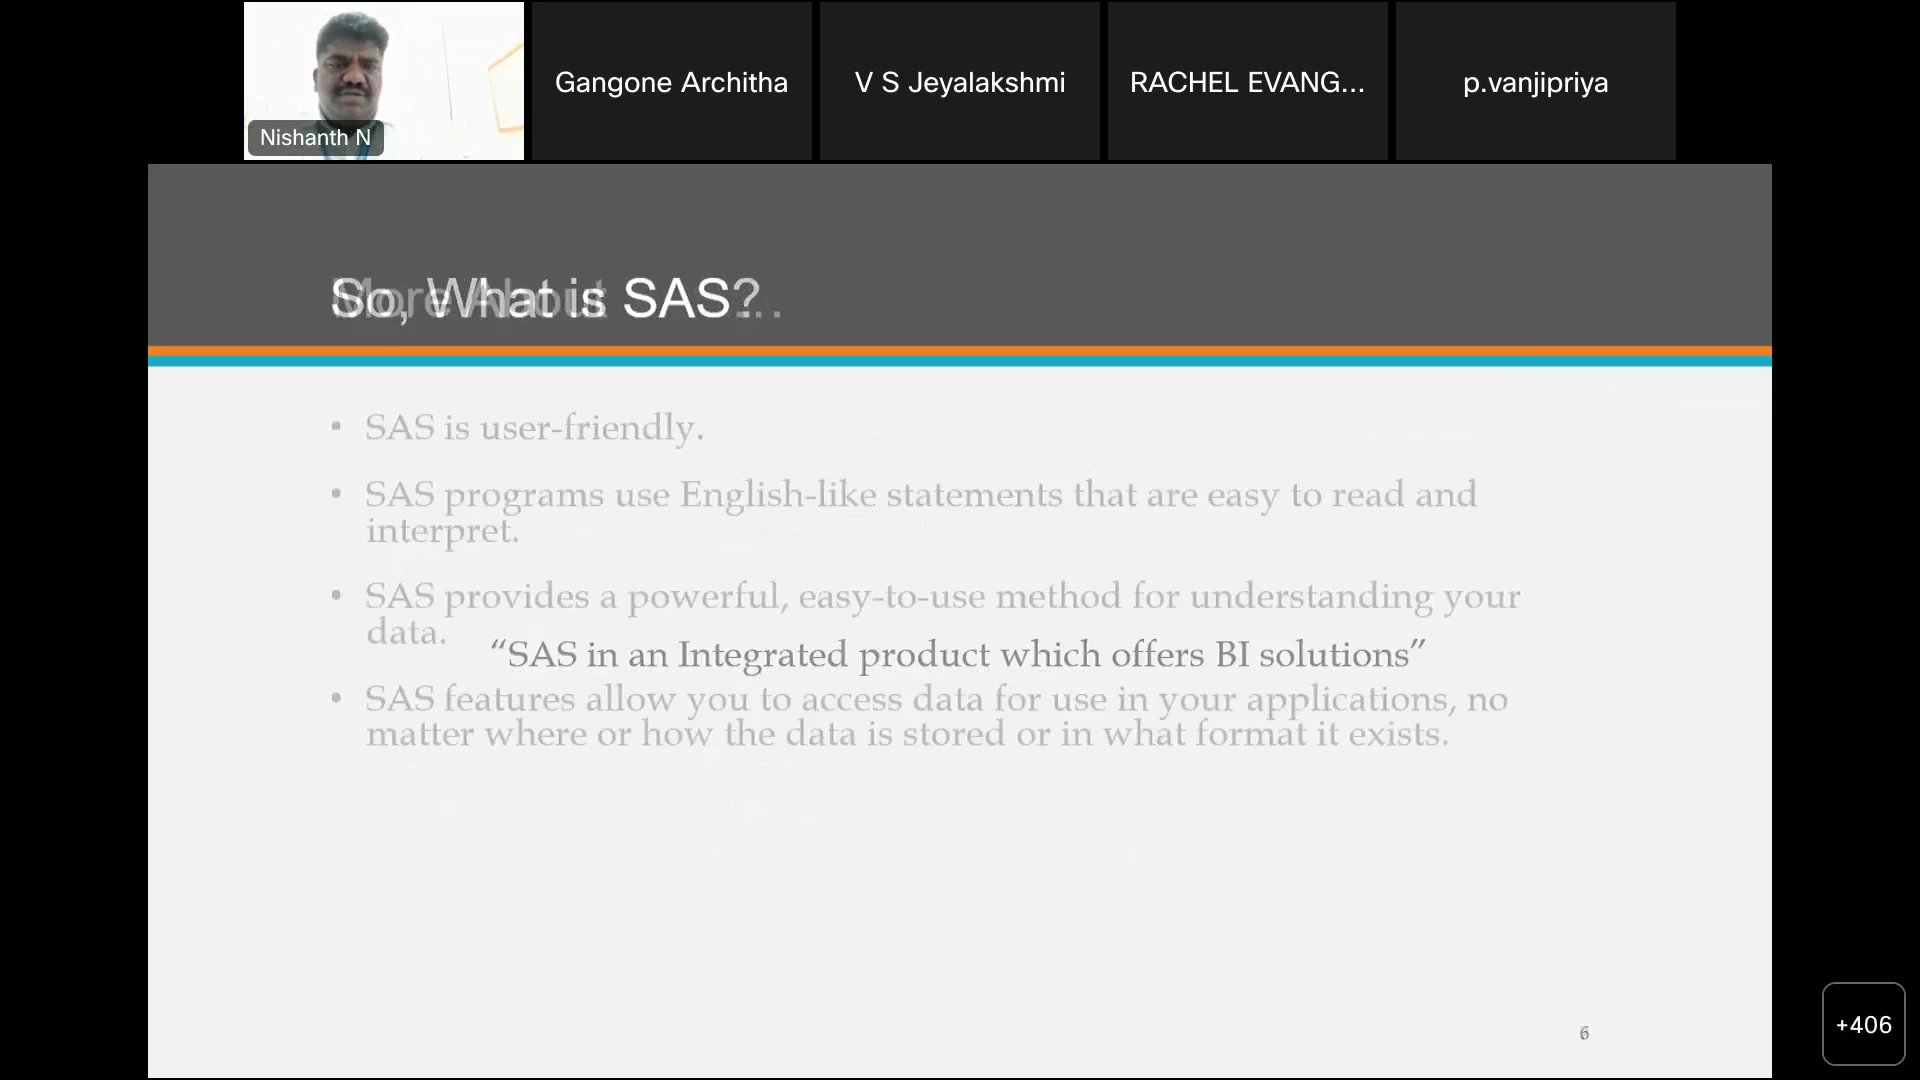 Nishanth N
Gangone Architha
V S Jeyalakshmi
RACHEL EVANG...
p.vanjipriya
So, What is SAS?
More About SAS...
• SAS is user-friendly.
• SAS programs use English-like statements that are easy to read and
interpret.
• SAS provides a powerful, easy-to-use method for understanding your
data.
“SAS in an Integrated product which offers BI solutions”
• SAS features allow you to access data for use in your applications, no
matter where or how the data is stored or in what format it exists.
6
+406